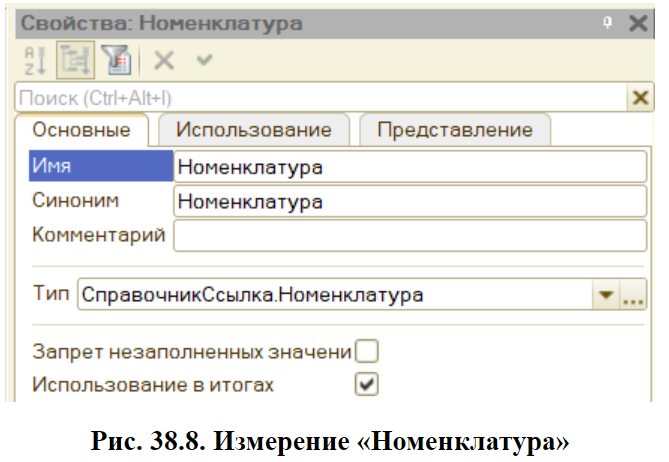 Свойства: Номенклатура
Поиск (Ctrl+Alt+I)
Основные Использование Представление
Имя Номенклатура
Синоним Номенклатура
Комментарий
Тип СправочникСсылка.Номенклатура
Запрет незаполненных значени
Использование в итогах
Рис. 38.8. Измерение «Номенклатура»